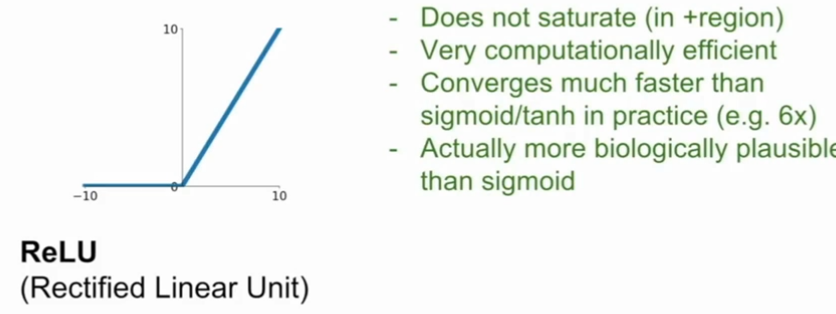 10
0
−10
10
- Does not saturate (in +region)
- Very computationally efficient
- Converges much faster than
sigmoid/tanh in practice (e.g. 6x)
- Actually more biologically plausible
than sigmoid
ReLU
(Rectified Linear Unit)